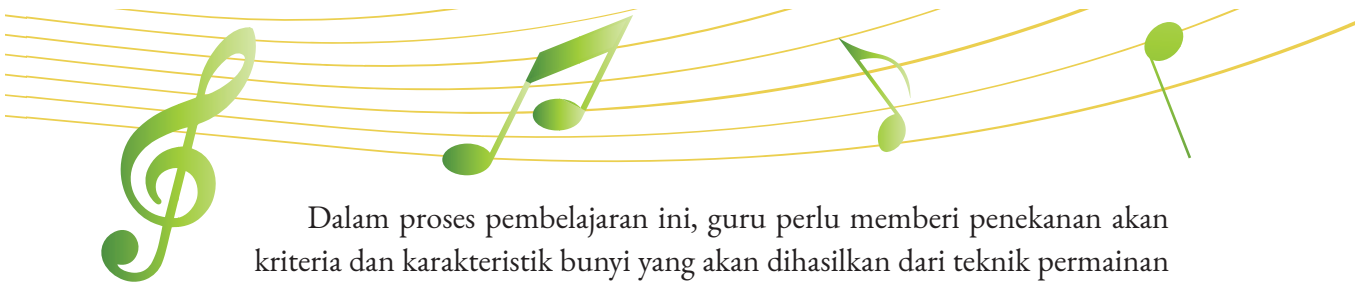 Dalam proses pembelajaran ini, guru perlu memberi penekanan akan
kriteria dan karakteristik bunyi yang akan dihasilkan dari teknik permainan